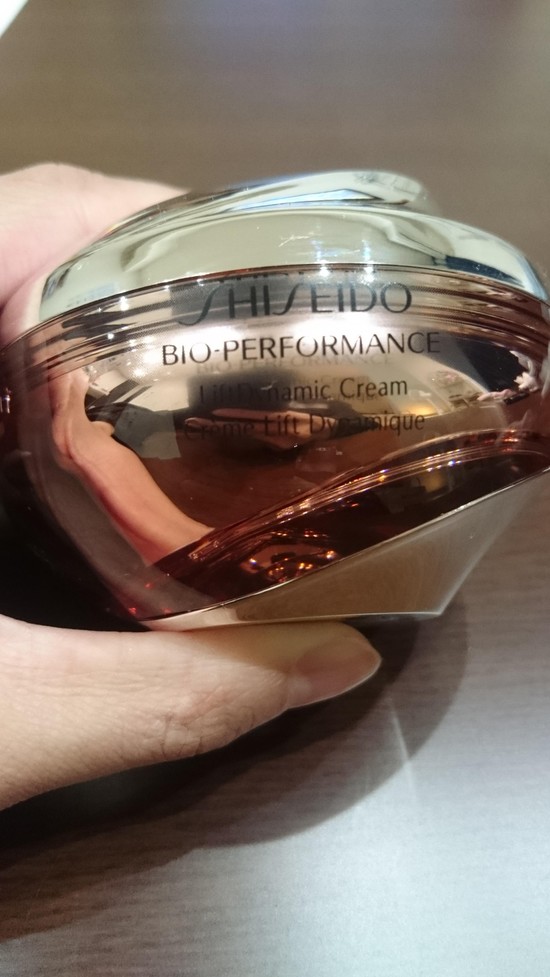 SHISEIDO
BIO-PERFORMANCE
LiftDynamic Cream
Crème Lift Dynamique